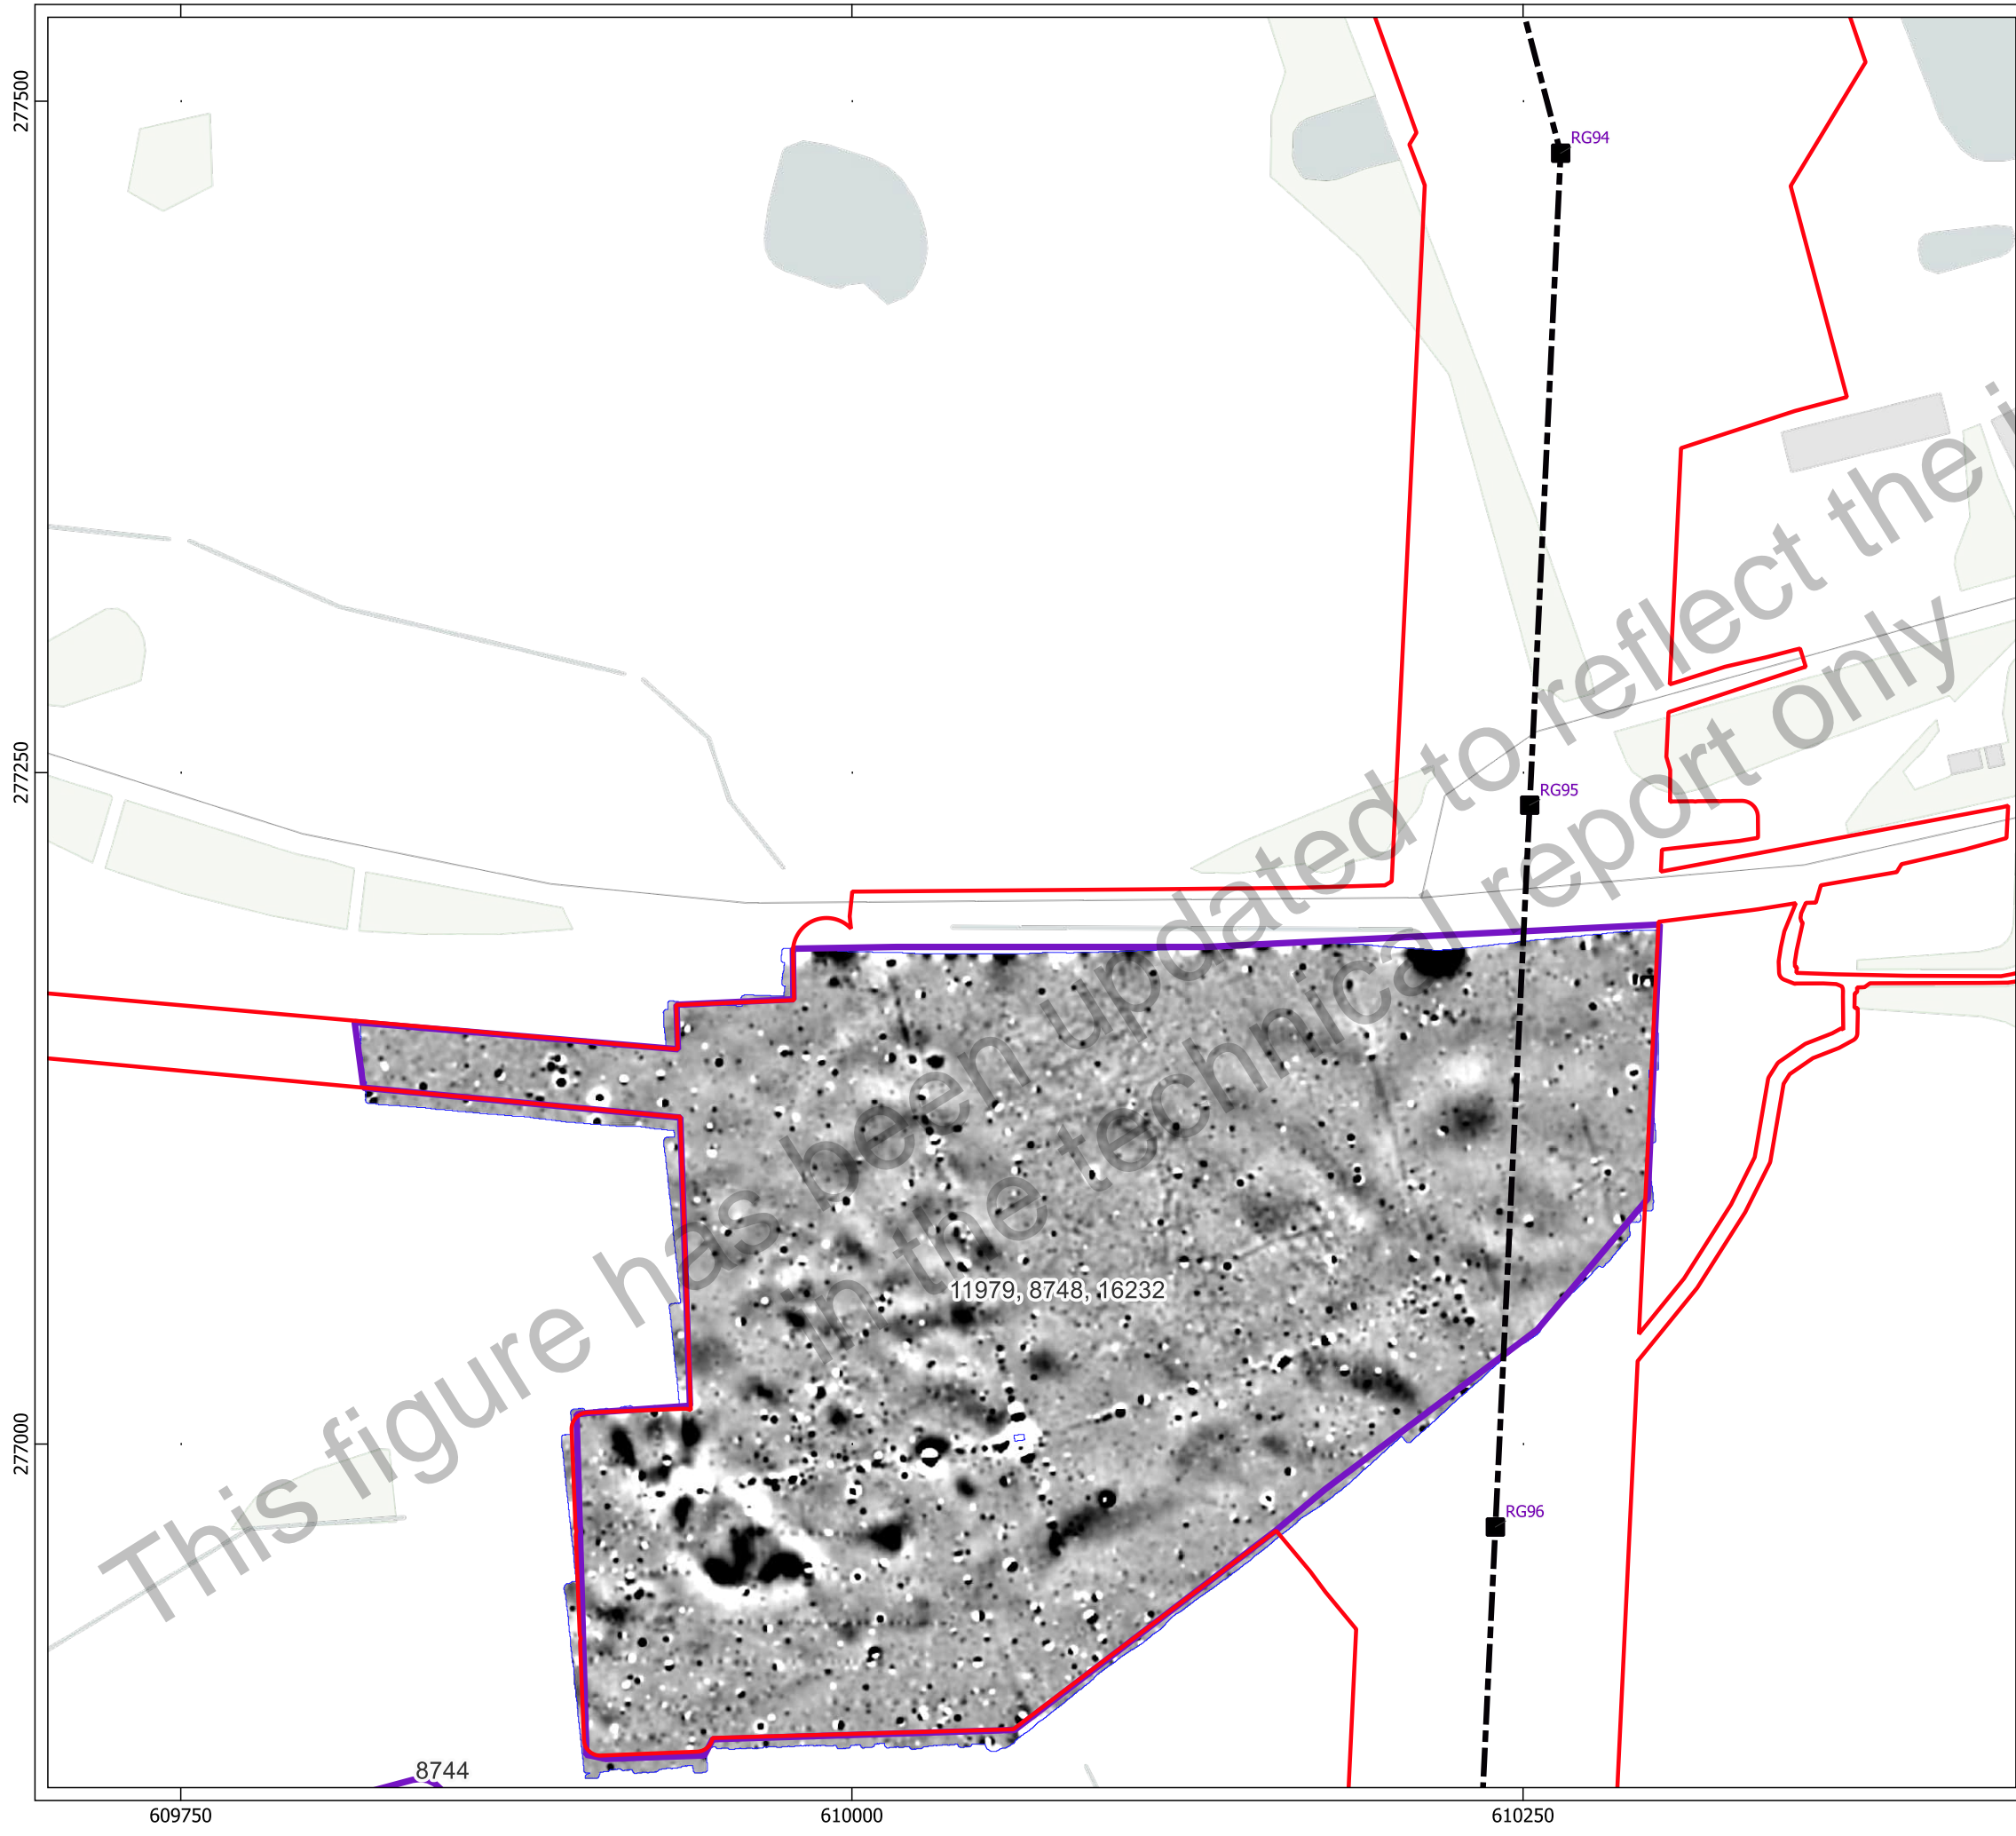 277500
RG94
277250
RG95
11979, 8748, 16232
277000
RG96
8744
609750
610000
610250
This figure has been updated to reflect the
in the technical report only